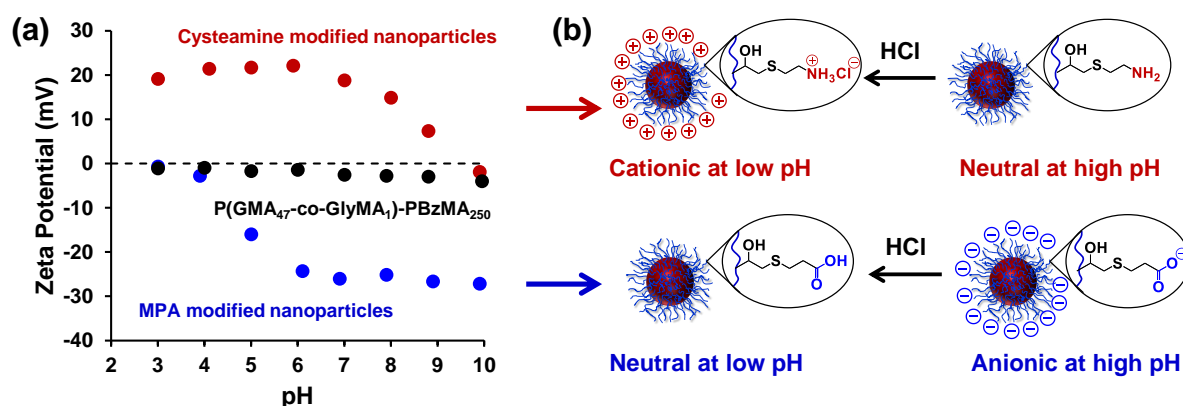 (a)
30
20
10
0
-10
-20
-30
-40
Zeta Potential (mV)
Cysteamine modified nanoparticles
P(GMA47-co-GlyMA1)-PBzMA250
MPA modified nanoparticles
2 3 4 5 6 7 8 9 10
pH
(b)
OH
S
NH3Cl
+ −
Cationic at low pH
HCl
OH
S
NH2
Neutral at high pH
OH
S
OH
O
Neutral at low pH
HCl
OH
S
O−
O
Anionic at high pH